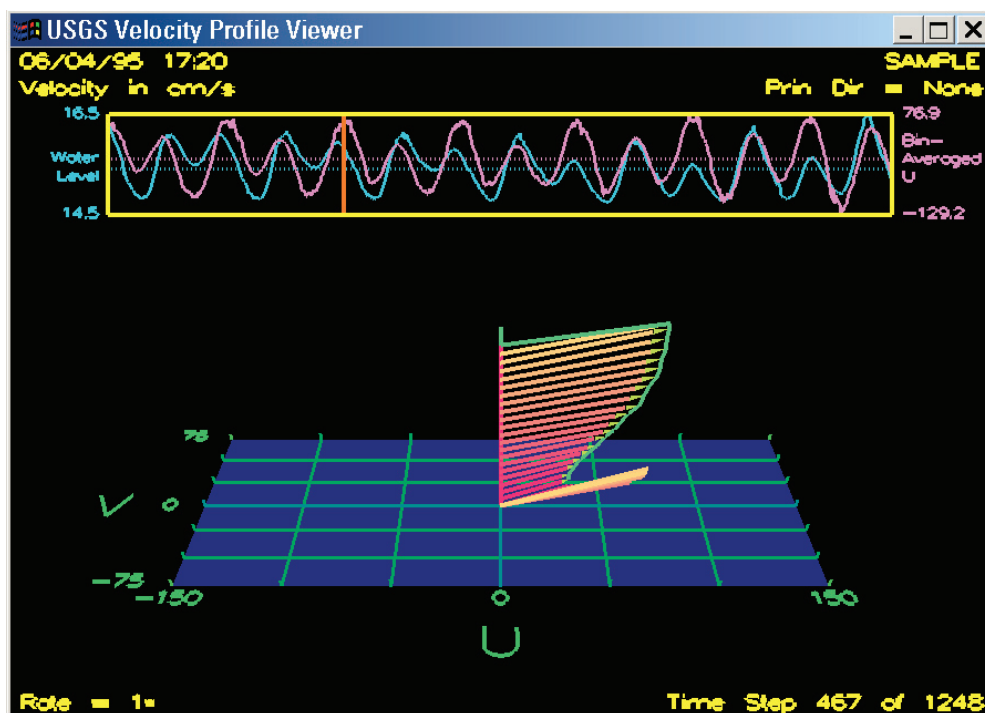 USGS Velocity Profile Viewer
06/04/95 17:20 SAMPLE
Velocity in cm/s Prin Dir = None
16.5 76.9
Water Level Bin-Averaged U
14.5 -129.2
75
V 0
-75
-150 0 150
U
Rate = 1* Time Step 467 of 1248